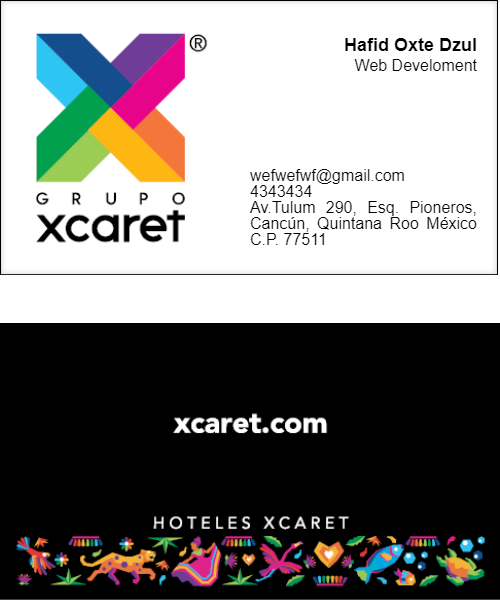 ®
Hafid Oxte Dzul
Web Develoment
GRUPO
xcaret
wefwefwf@gmail.com
4343434
Av.Tulum 290, Esq. Pioneros,
Cancún, Quintana Roo México
C.P. 77511
xcaret.com
HOTELES XCARET